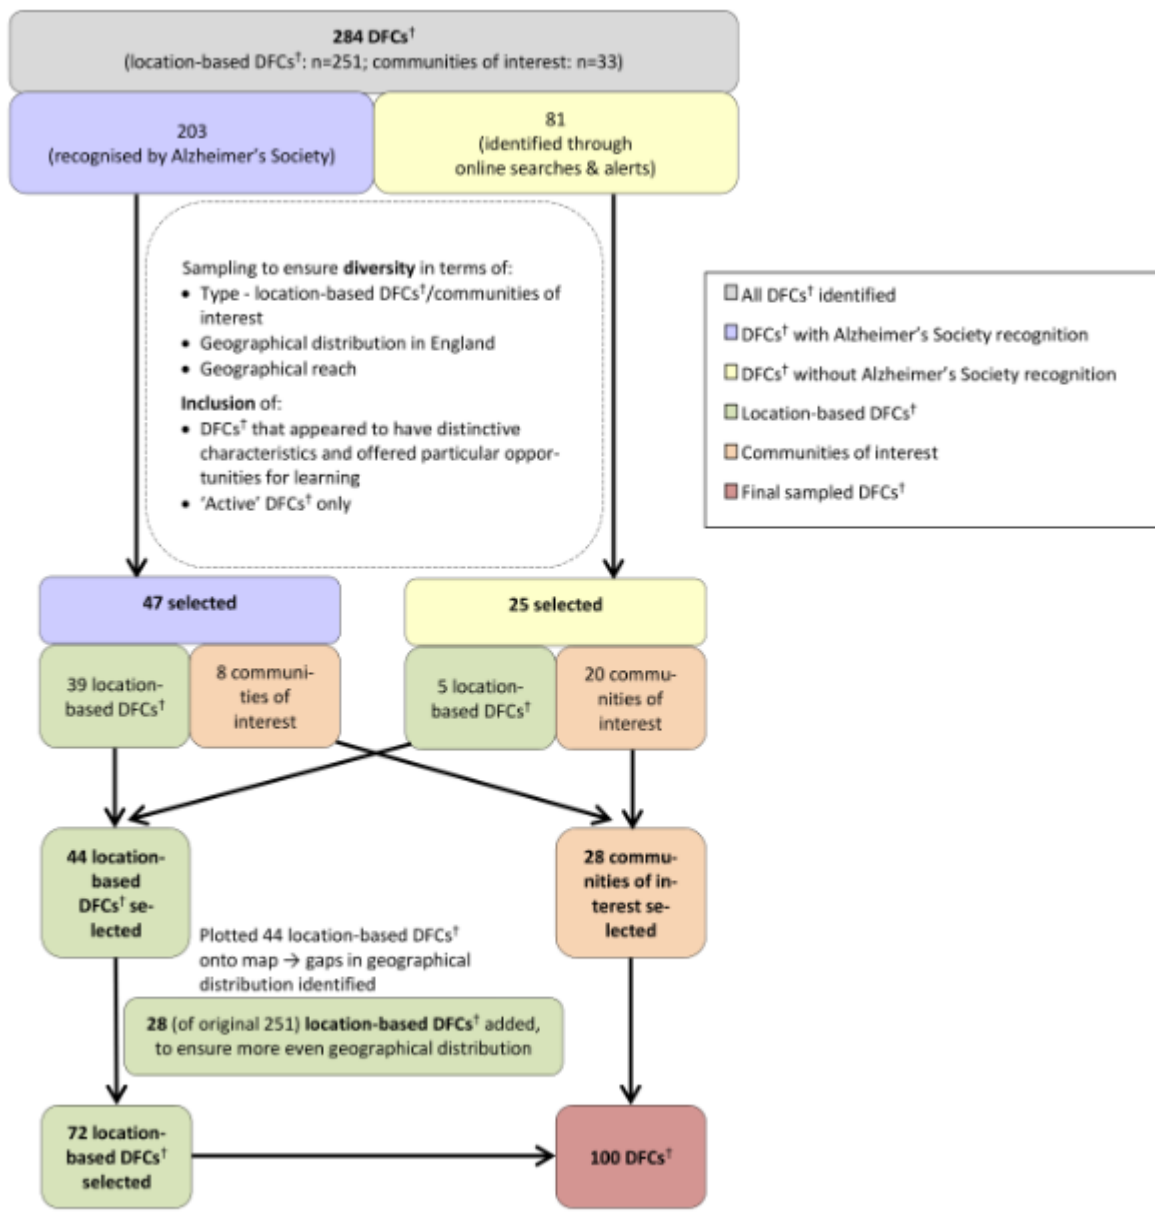 284 DFCs†
(location-based DFCs†: n=251; communities of interest: n=33)
203
(recognised by Alzheimer's Society)
81
(identified through
online searches & alerts)
Sampling to ensure diversity in terms of:
• Type - location-based DFCs†/communities of
interest
• Geographical distribution in England
• Geographical reach
Inclusion of:
• DFCs† that appeared to have distinctive
characteristics and offered particular oppor-
tunities for learning
• 'Active' DFCs† only
All DFCs† identified
DFCs† with Alzheimer's Society recognition
DFCs† without Alzheimer's Society recognition
Location-based DFCs†
Communities of interest
Final sampled DFCs†
47 selected
25 selected
39 location-
based DFCs†
8 communi-
ties of
interest
5 location-
based DFCs†
20 commu-
nities of
interest
44 location-
based
DFCs† se-
lected
28 commu-
nities of in-
terest se-
lected
Plotted 44 location-based DFCs†
onto map → gaps in geographical
distribution identified
28 (of original 251) location-based DFCs† added,
to ensure more even geographical distribution
72 location-
based DFCs†
selected
100 DFCs†